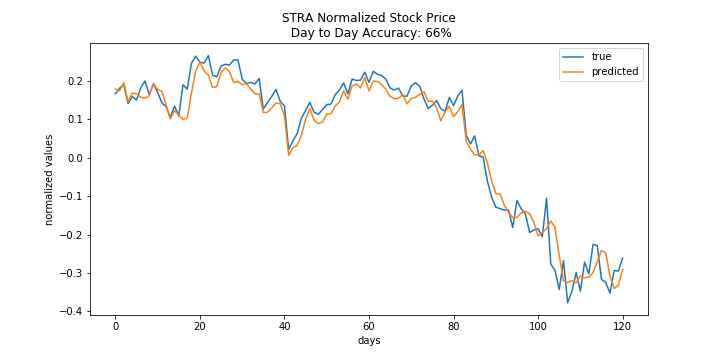 STRA Normalized Stock Price
Day to Day Accuracy: 66%
true
predicted
normalized values
0.2
0.1
0.0
−0.1
−0.2
−0.3
−0.4
0
20
40
60
80
100
120
days